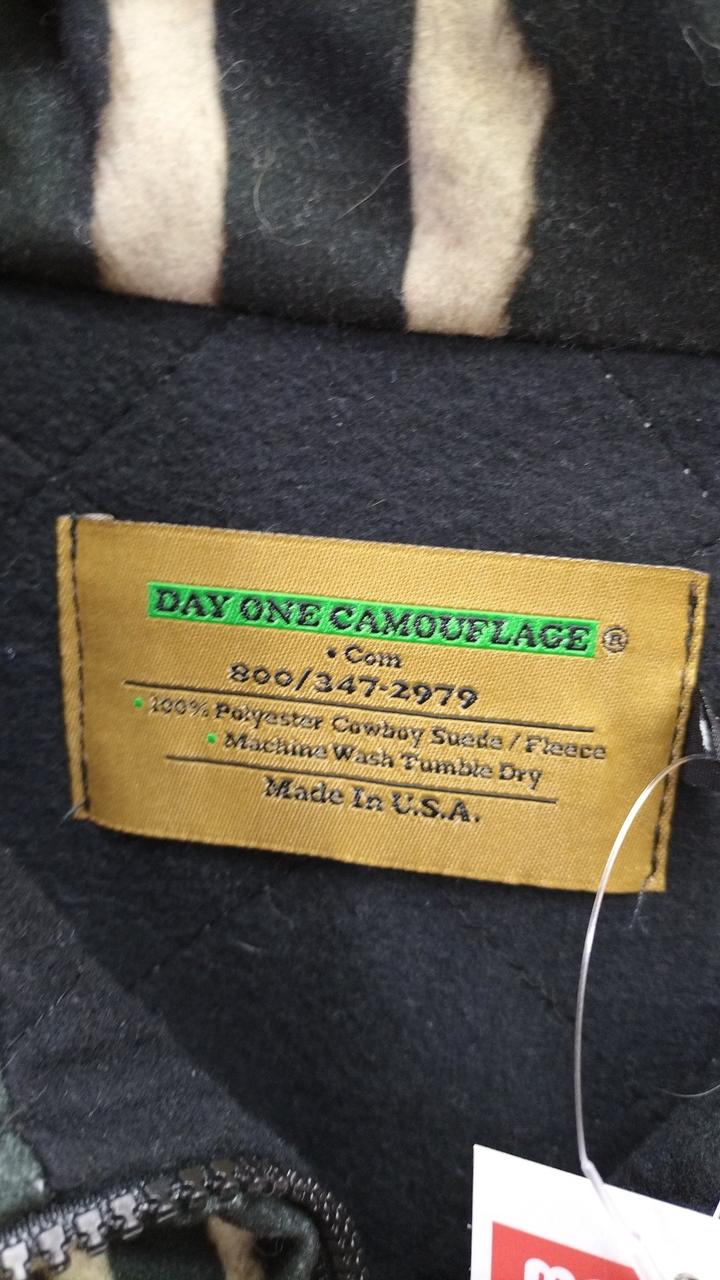 DAY ONE CAMOUFLAGE ®
• Com
800/347-2979
• 100% Polyester Cowboy Suede / Fleece
• Machine Wash Tumble Dry
Made In U.S.A.